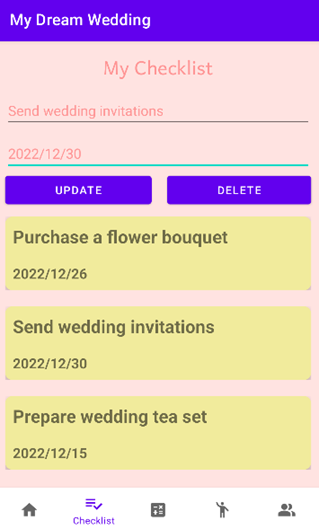 My Dream Wedding
My Checklist
Send wedding invitations
2022/12/30
UPDATE DELETE
Purchase a flower bouquet
2022/12/26
Send wedding invitations
2022/12/30
Prepare wedding tea set
2022/12/15
Checklist